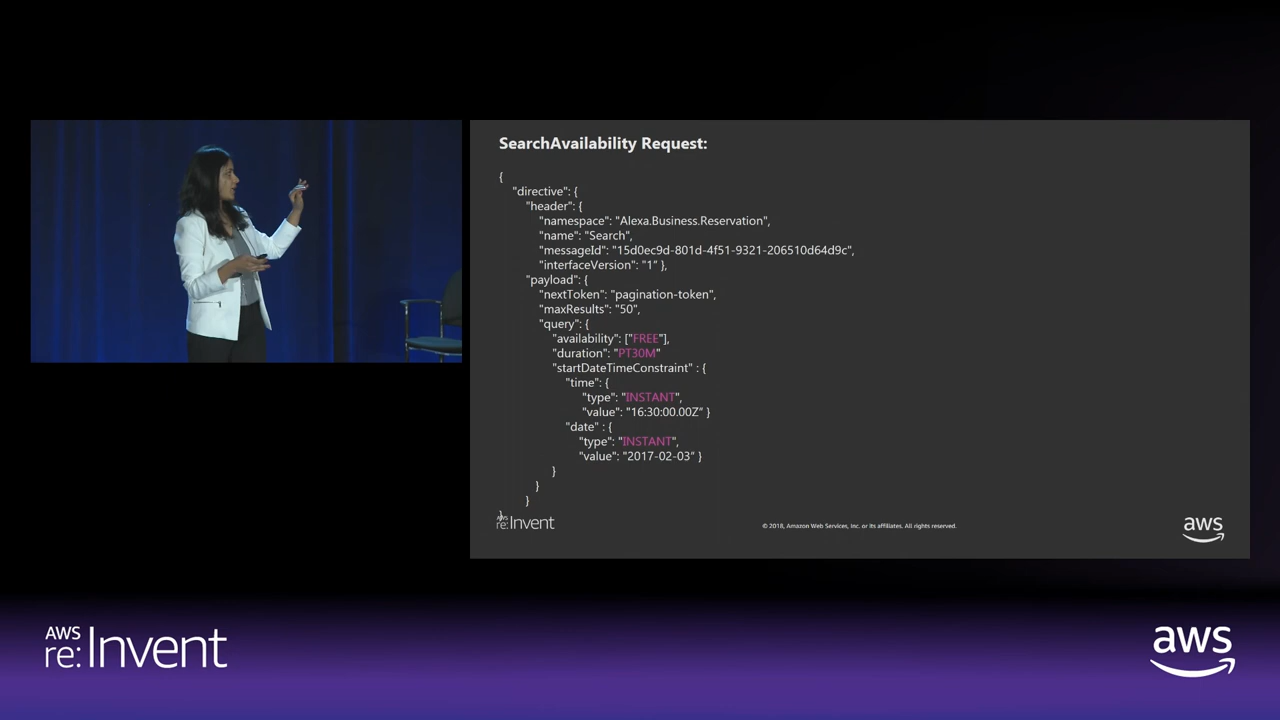 SearchAvailability Request:
{
"directive": {
"header": {
"namespace": "Alexa.Business.Reservation",
"name": "Search",
"messageId": "15d0ec9d-801d-4f51-9321-206510d64d9c",
"interfaceVersion": "1" },
"payload": {
"nextToken": "pagination-token",
"maxResults": "50",
"query": {
"availability": ["FREE"],
"duration": "PT30M"
"startDateTimeConstraint" : {
"time": {
"type": "INSTANT",
"value": "16:30:00.00Z" }
"date" : {
"type": "INSTANT",
"value": "2017-02-03" }
}
}
}
}
AWS
re:Invent
© 2018, Amazon Web Services, Inc. or its affiliates. All rights reserved.
aws
AWS
re:Invent
aws